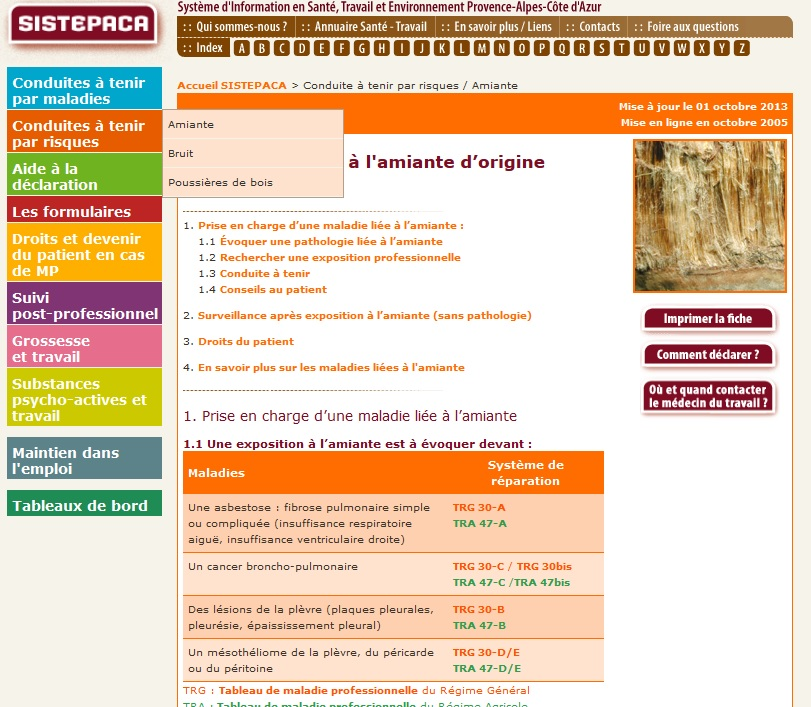 SISTEPACA
Système d'Information en Santé, Travail et Environnement Provence-Alpes-Côte d'Azur
:: Qui sommes-nous ? :: Annuaire Santé - Travail :: En savoir plus / Liens :: Contacts :: Foire aux questions
:: Index A B C D E F G H I J K L M N O P Q R S T U V W X Y Z
Accueil SISTEPACA > Conduite à tenir par risques / Amiante
Mise à jour le 01 octobre 2013
Mise en ligne en octobre 2005
Conduites à tenir
par maladies
Conduites à tenir
par risques
Amiante
Bruit
Poussières de bois
Aide à la
déclaration
Les formulaires
Droits et devenir
du patient en cas
de MP
Suivi
post-professionnel
Grossesse
et travail
Substances
psycho-actives et
travail
Maintien dans
l'emploi
Tableaux de bord
à l'amiante d’origine
1. Prise en charge d’une maladie liée à l’amiante :
1.1 Évoquer une pathologie liée à l’amiante
1.2 Rechercher une exposition professionnelle
1.3 Conduite à tenir
1.4 Conseils au patient
2. Surveillance après exposition à l’amiante (sans pathologie)
3. Droits du patient
4. En savoir plus sur les maladies liées à l'amiante
Imprimer la fiche
Comment déclarer ?
Où et quand contacter
le médecin du travail ?
1. Prise en charge d’une maladie liée à l’amiante
1.1 Une exposition à l’amiante est à évoquer devant :
Maladies
Système de
réparation
Une asbestose : fibrose pulmonaire simple
ou compliquée (insuffisance respiratoire
aiguë, insuffisance ventriculaire droite)
TRG 30-A
TRA 47-A
Un cancer broncho-pulmonaire
TRG 30-C / TRG 30bis
TRA 47-C /TRA 47bis
Des lésions de la plèvre (plaques pleurales,
pleurésie, épaississement pleural)
TRG 30-B
TRA 47-B
Un mésothéliome de la plèvre, du péricarde
ou du péritoine
TRG 30-D/E
TRA 47-D/E
TRG : Tableau de maladie professionnelle du Régime Général
TRA : Tableau de maladie professionnelle du Régime Agricole